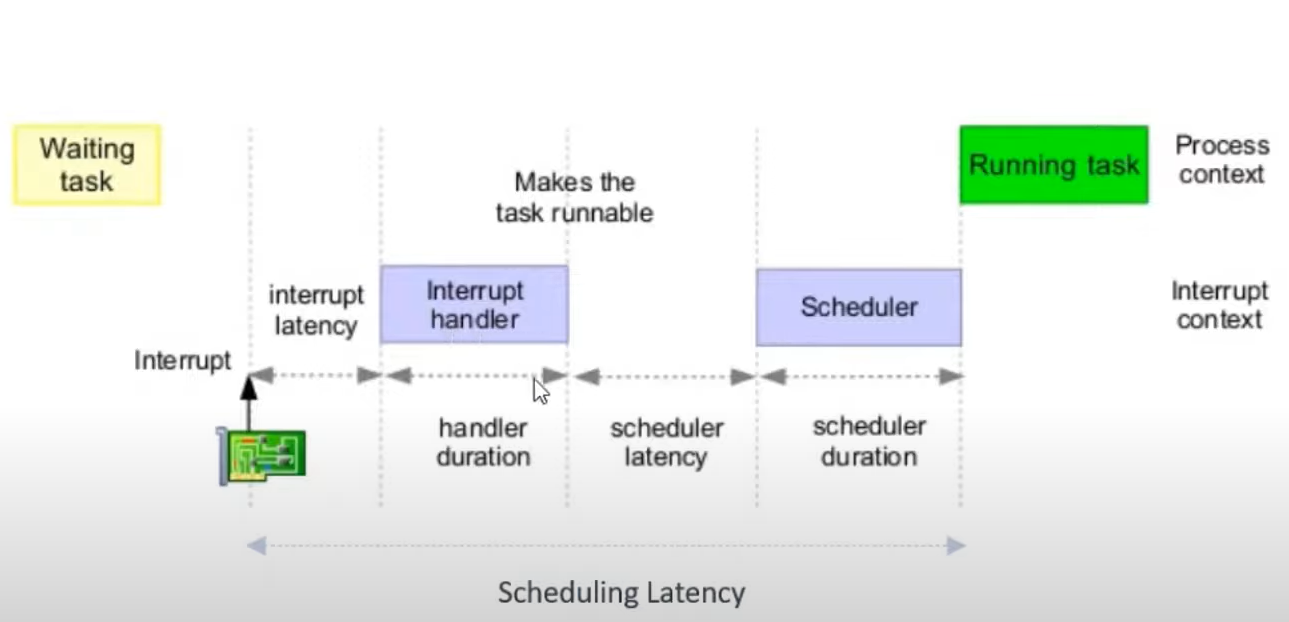 Waiting
task
Makes the
task runnable
Running task
Process
context
Interrupt
interrupt
latency
Interrupt
handler
Scheduler
Interrupt
context
handler
duration
scheduler
latency
scheduler
duration
Scheduling Latency